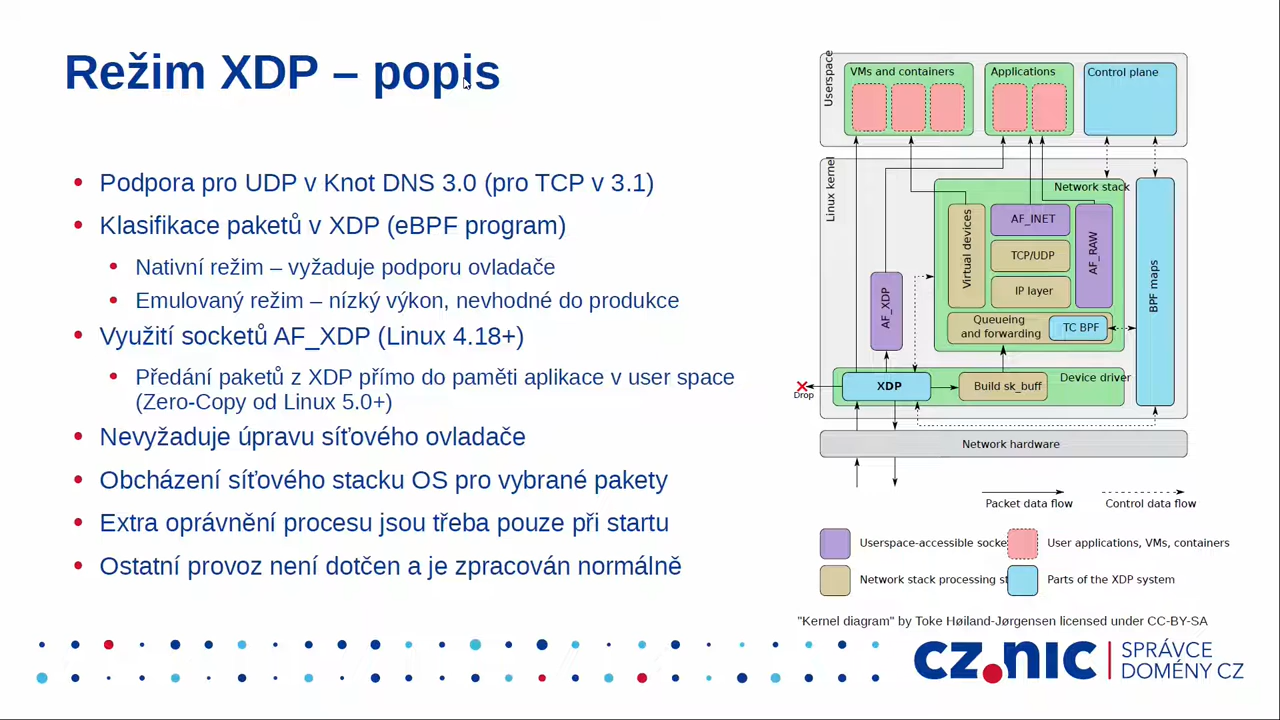 Režim XDP – popis
Podpora pro UDP v Knot DNS 3.0 (pro TCP v 3.1)
Klasifikace paketů v XDP (eBPF program)
Nativní režim – vyžaduje podporu ovladače
Emulovaný režim – nízký výkon, nevhodné do produkce
Využití socketů AF_XDP (Linux 4.18+)
Předání paketů z XDP přímo do paměti aplikace v user space
(Zero-Copy od Linux 5.0+)
Nevyžaduje úpravu síťového ovladače
Obcházení síťového stacku OS pro vybrané pakety
Extra oprávnění procesu jsou třeba pouze při startu
Ostatní provoz není dotčen a je zpracován normálně
Userspace
VMs and containers
Applications
Control plane
Linux kernel
Network stack
Virtual devices
AF_INET
TCP/UDP
IP layer
AF_RAW
Queueing
and forwarding
TC BPF
BPF maps
AF_XDP
Device driver
XDP
Build sk_buff
Drop
Network hardware
Packet data flow
Control data flow
Userspace-accessible socke
User applications, VMs, containers
Network stack processing st
Parts of the XDP system
"Kernel diagram" by Toke Høiland-Jørgensen licensed under CC-BY-SA
CZ.NIC
SPRÁVCE
DOMÉNY CZ